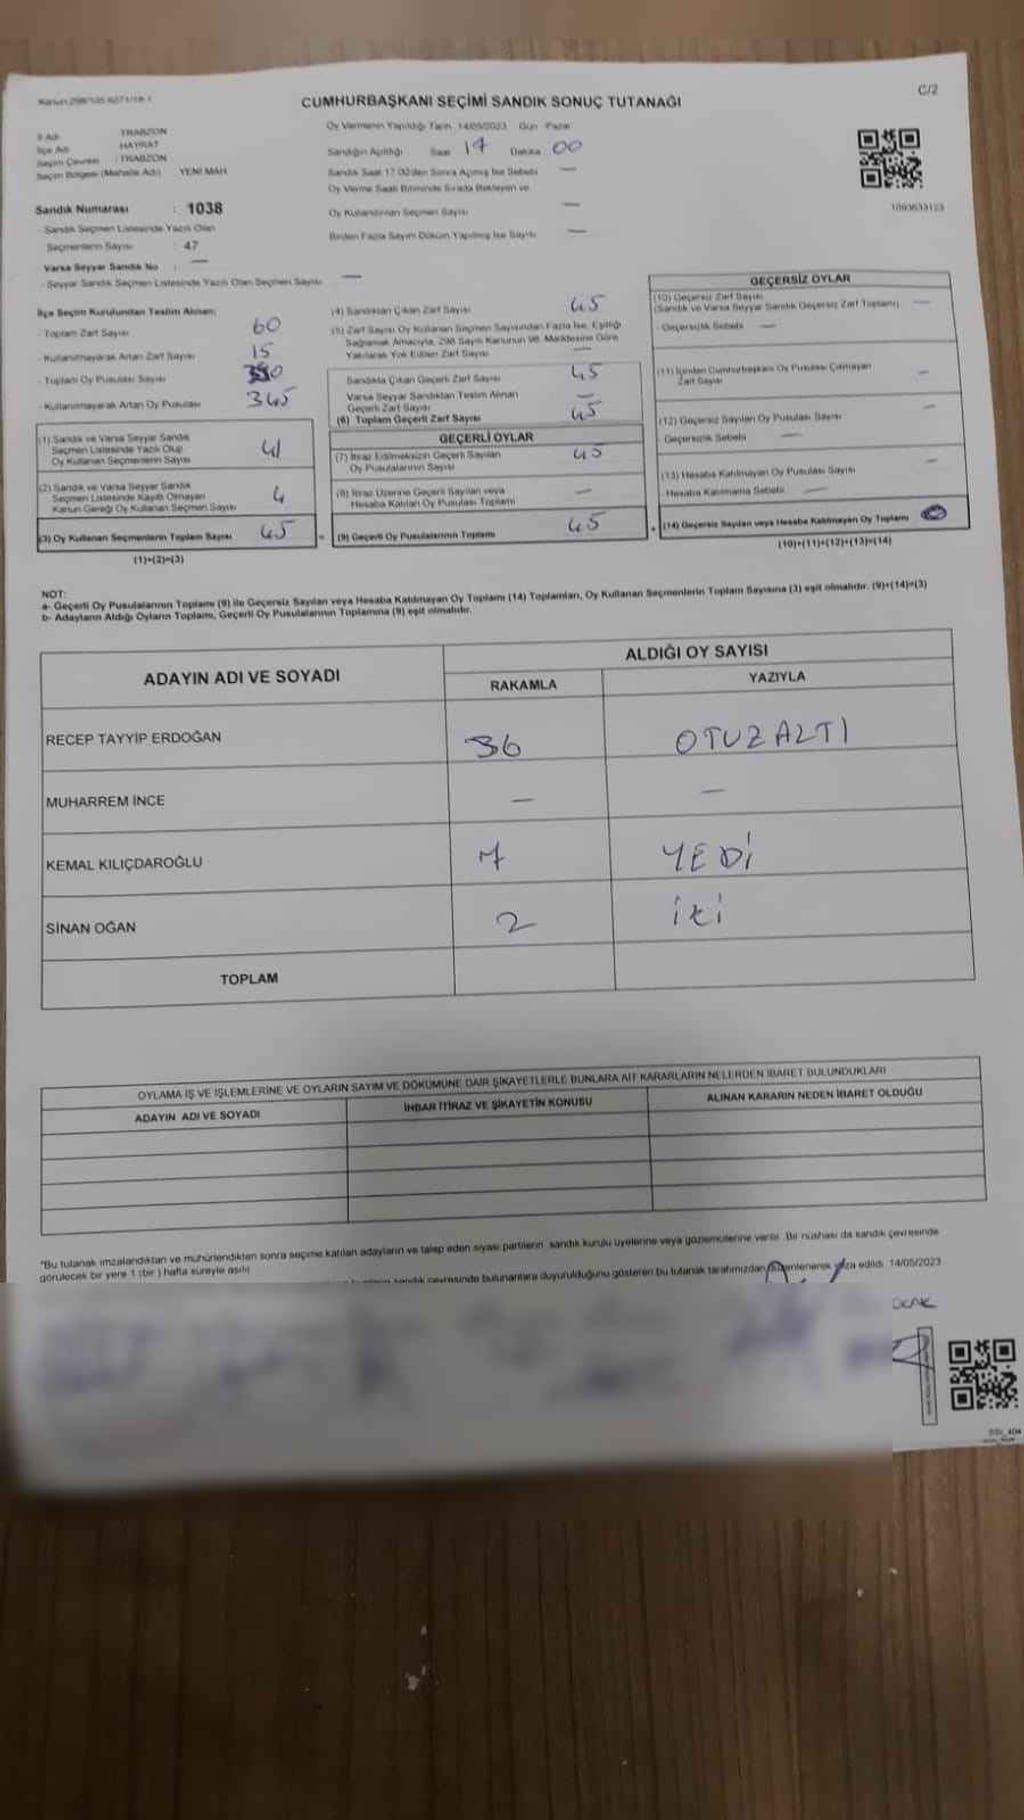 C/2
CUMHURBAŞKANI SEÇİMİ SANDIK SONUÇ TUTANAĞI
İl Adı TRABZON
İlçe Adı HAYRAT
Seçim Çevresi : TRABZON
Seçim Bölgesi (Mahalle Adı) YENİ MAH
Sandık Numarası : 1038
- Sandık Seçmen Listesinde Yazılı Olan
Seçmenlerin Sayısı : 47
Varsa Seyyar Sandık No : —
- Seyyar Sandık Seçmen Listesinde Yazılı Olan Seçmen Sayısı —
Oy Vermenin Yapıldığı Tarih 14/05/2023 Gün Pazar
Sandığın Açıldığı Saat 17 Dakika 00
Sandık Saat 17.00'den Sonra Açılmış İse Sebebi —
Oy Verme Saati Bitiminde Sırada Bekleyen ve
Oy Kullandırılan Seçmen Sayısı —
Birden Fazla Sayım Döküm Yapılmış İse Sayısı —
1093633123
İlçe Seçim Kurulundan Teslim Alınan;
- Toplam Zarf Sayısı 60
- Kullanılmayarak Artan Zarf Sayısı 15
- Toplam Oy Pusulası Sayısı
- Kullanılmayarak Artan Oy Pusulası 345
(1) Sandık ve Varsa Seyyar Sandık
Seçmen Listesinde Yazılı Olup
Oy Kullanan Seçmenlerin Sayısı 41
(2) Sandık ve Varsa Seyyar Sandık
Seçmen Listesinde Kayıtlı Olmayan
Kanun Gereği Oy Kullanan Seçmen Sayısı 4
(3) Oy Kullanan Seçmenlerin Toplam Sayısı 45
(1)+(2)=(3)
(4) Sandıktan Çıkan Zarf Sayısı 45
(5) Zarf Sayısı Oy Kullanan Seçmen Sayısından Fazla İse, Eşitliği
Sağlamak Amacıyla, 298 Sayılı Kanunun 98. Maddesine Göre
Yakılarak Yok Edilen Zarf Sayısı —
Sandıkta Çıkan Geçerli Zarf Sayısı 45
Varsa Seyyar Sandıktan Teslim Alınan
Geçerli Zarf Sayısı —
(6) Toplam Geçerli Zarf Sayısı 45
GEÇERLİ OYLAR
(7) İtiraz Edilmeksizin Geçerli Sayılan
Oy Pusulalarının Sayısı 45
(8) İtiraz Üzerine Geçerli Sayılan veya
Hesaba Katılan Oy Pusulası Toplamı —
(9) Geçerli Oy Pusulalarının Toplamı 45
GEÇERSİZ OYLAR
(10) Geçersiz Zarf Sayısı
(Sandık ve Varsa Seyyar Sandık Geçersiz Zarf Toplamı) —
- Geçersizlik Sebebi —
(11) İçinden Cumhurbaşkanı Oy Pusulası Çıkmayan
Zarf Sayısı —
(12) Geçersiz Sayılan Oy Pusulası Sayısı —
Geçersizlik Sebebi —
(13) Hesaba Katılmayan Oy Pusulası Sayısı —
Hesaba Katılmama Sebebi —
(14) Geçersiz Sayılan veya Hesaba Katılmayan Oy Toplamı
(10)+(11)+(12)+(13)=(14)
NOT:
a- Geçerli Oy Pusulalarının Toplamı (9) ile Geçersiz Sayılan veya Hesaba Katılmayan Oy Toplamı (14) Toplamları, Oy Kullanan Seçmenlerin Toplam Sayısına (3) eşit olmalıdır. (9)+(14)=(3)
b- Adayların Aldığı Oyların Toplamı, Geçerli Oy Pusulalarının Toplamına (9) eşit olmalıdır.
ADAYIN ADI VE SOYADI
ALDIĞI OY SAYISI
RAKAMLA YAZIYLA
RECEP TAYYİP ERDOĞAN 36 OTUZALTI
MUHARREM İNCE — —
KEMAL KILIÇDAROĞLU 7 YEDİ
SİNAN OĞAN 2 İKİ
TOPLAM
OYLAMA İŞ VE İŞLEMLERİNE VE OYLARIN SAYIM VE DÖKÜMÜNE DAİR ŞİKAYETLERLE BUNLARA AİT KARARLARIN NELERDEN İBARET BULUNDUKLARI
ADAYIN ADI VE SOYADI İHBAR İTİRAZ VE ŞİKAYETİN KONUSU ALINAN KARARIN NEDEN İBARET OLDUĞU
"Bu tutanak imzalandıktan ve mühürlendikten sonra seçime katılan adayların ve talep eden siyasi partilerin sandık kurulu üyelerine veya gözlemcilerine verilir. Bir nüshası da sandık çevresinde
görülecek bir yere 1 (bir) hafta süreyle asılır.
sandık çevresinde bulunanlara duyurulduğunu gösteren bu tutanak tarafımızdan düzenlenerek imza edildi. 14/05/2023